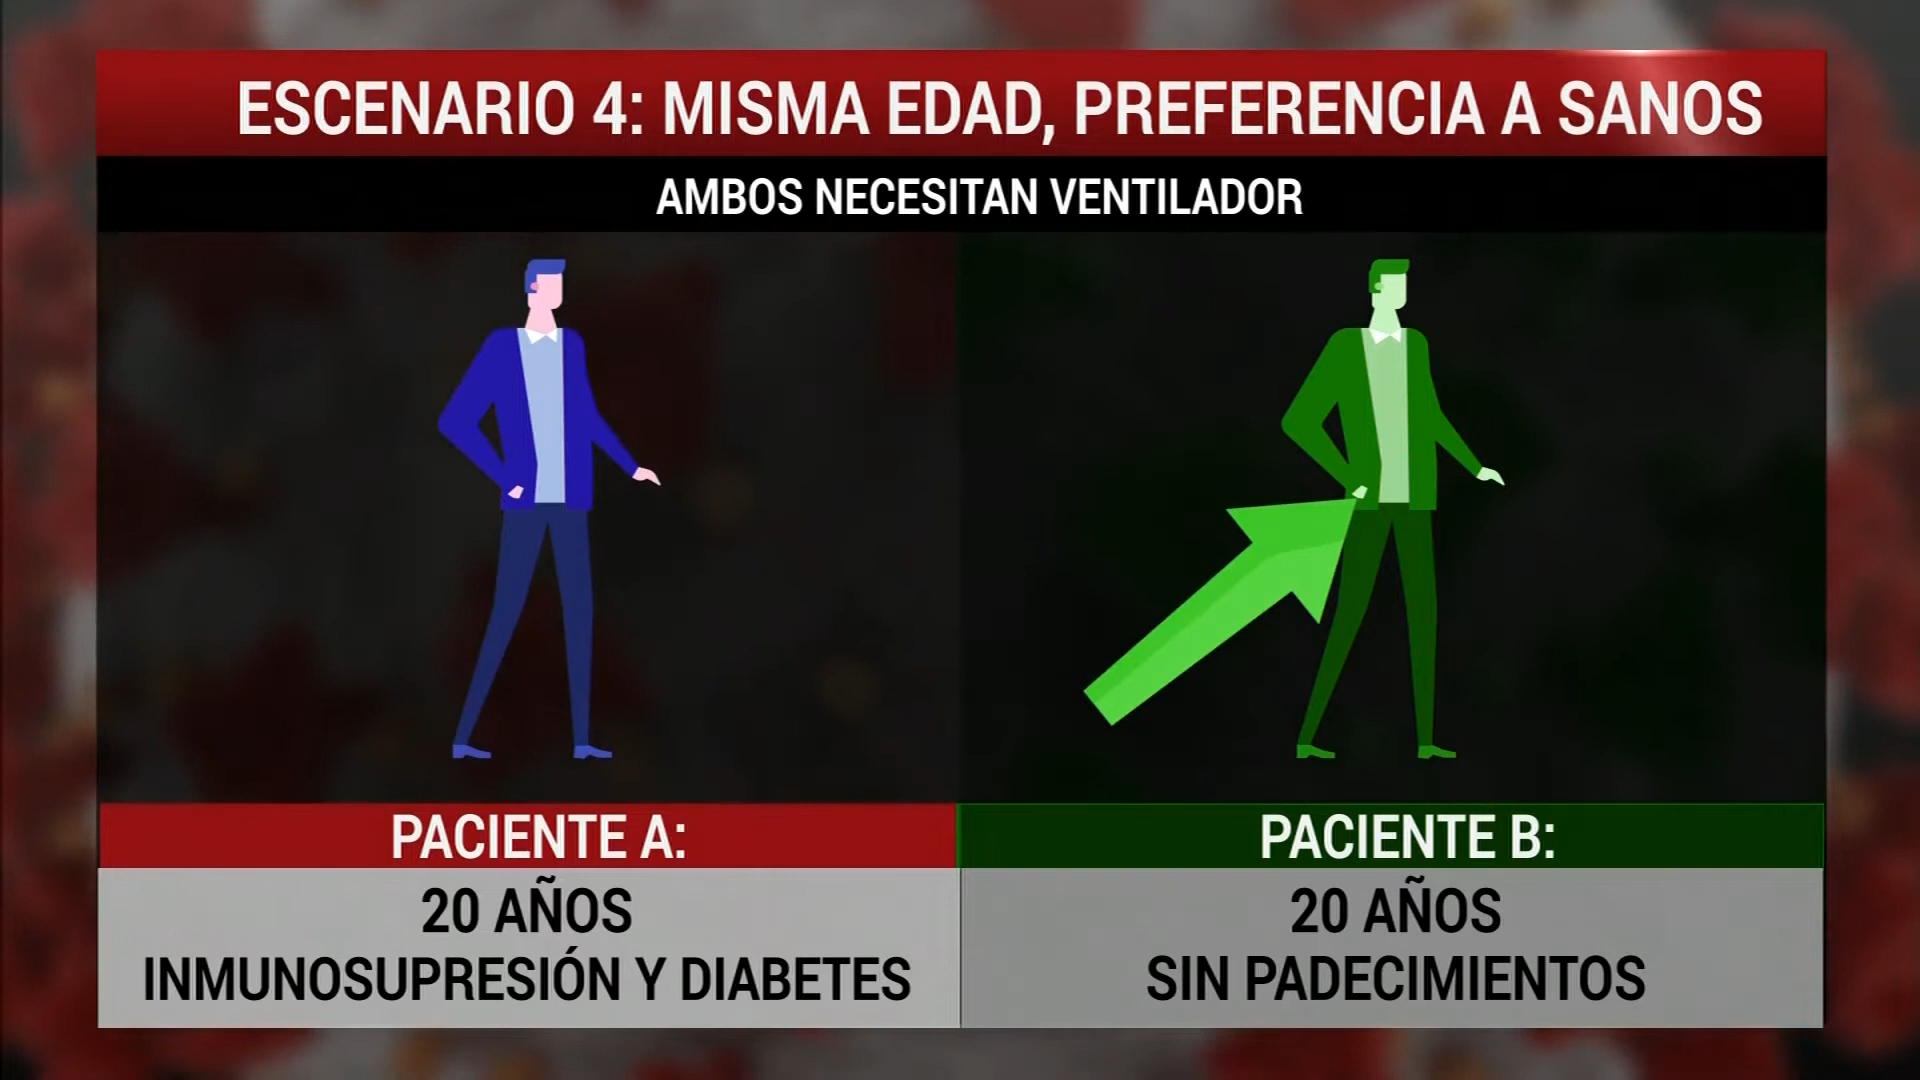 ESCENARIO 4: MISMA EDAD, PREFERENCIA A SANOS
AMBOS NECESITAN VENTILADOR
PACIENTE A:
20 AÑOS
INMUNOSUPRESIÓN Y DIABETES
PACIENTE B:
20 AÑOS
SIN PADECIMIENTOS